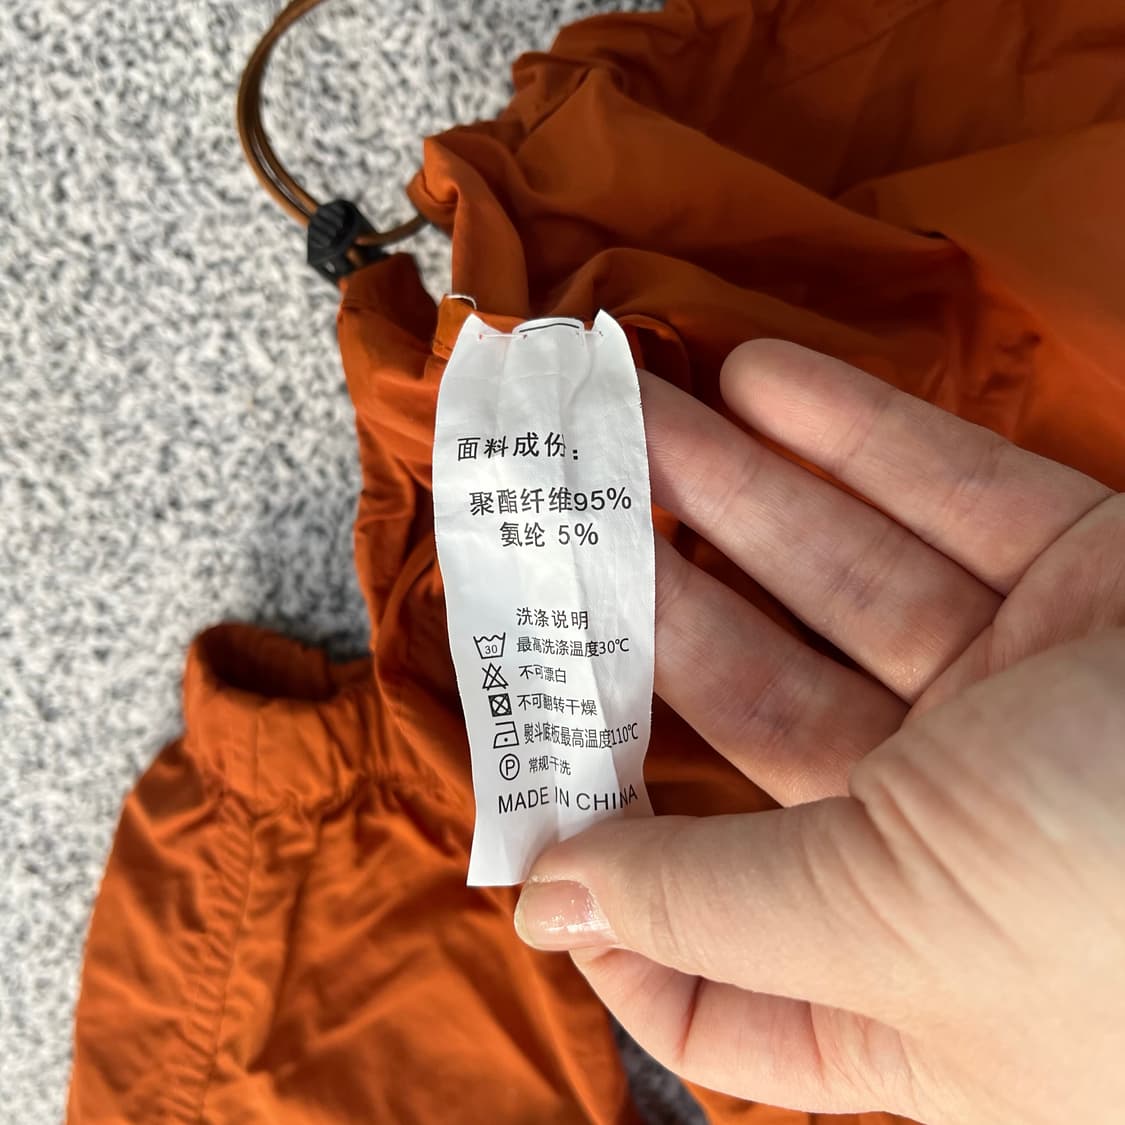 面料成份：
聚酯纤维95%
氨纶 5%
洗涤说明
30 最高洗涤温度30℃
不可漂白
不可翻转干燥
熨斗底板最高温度110℃
P 常规干洗
MADE IN CHINA